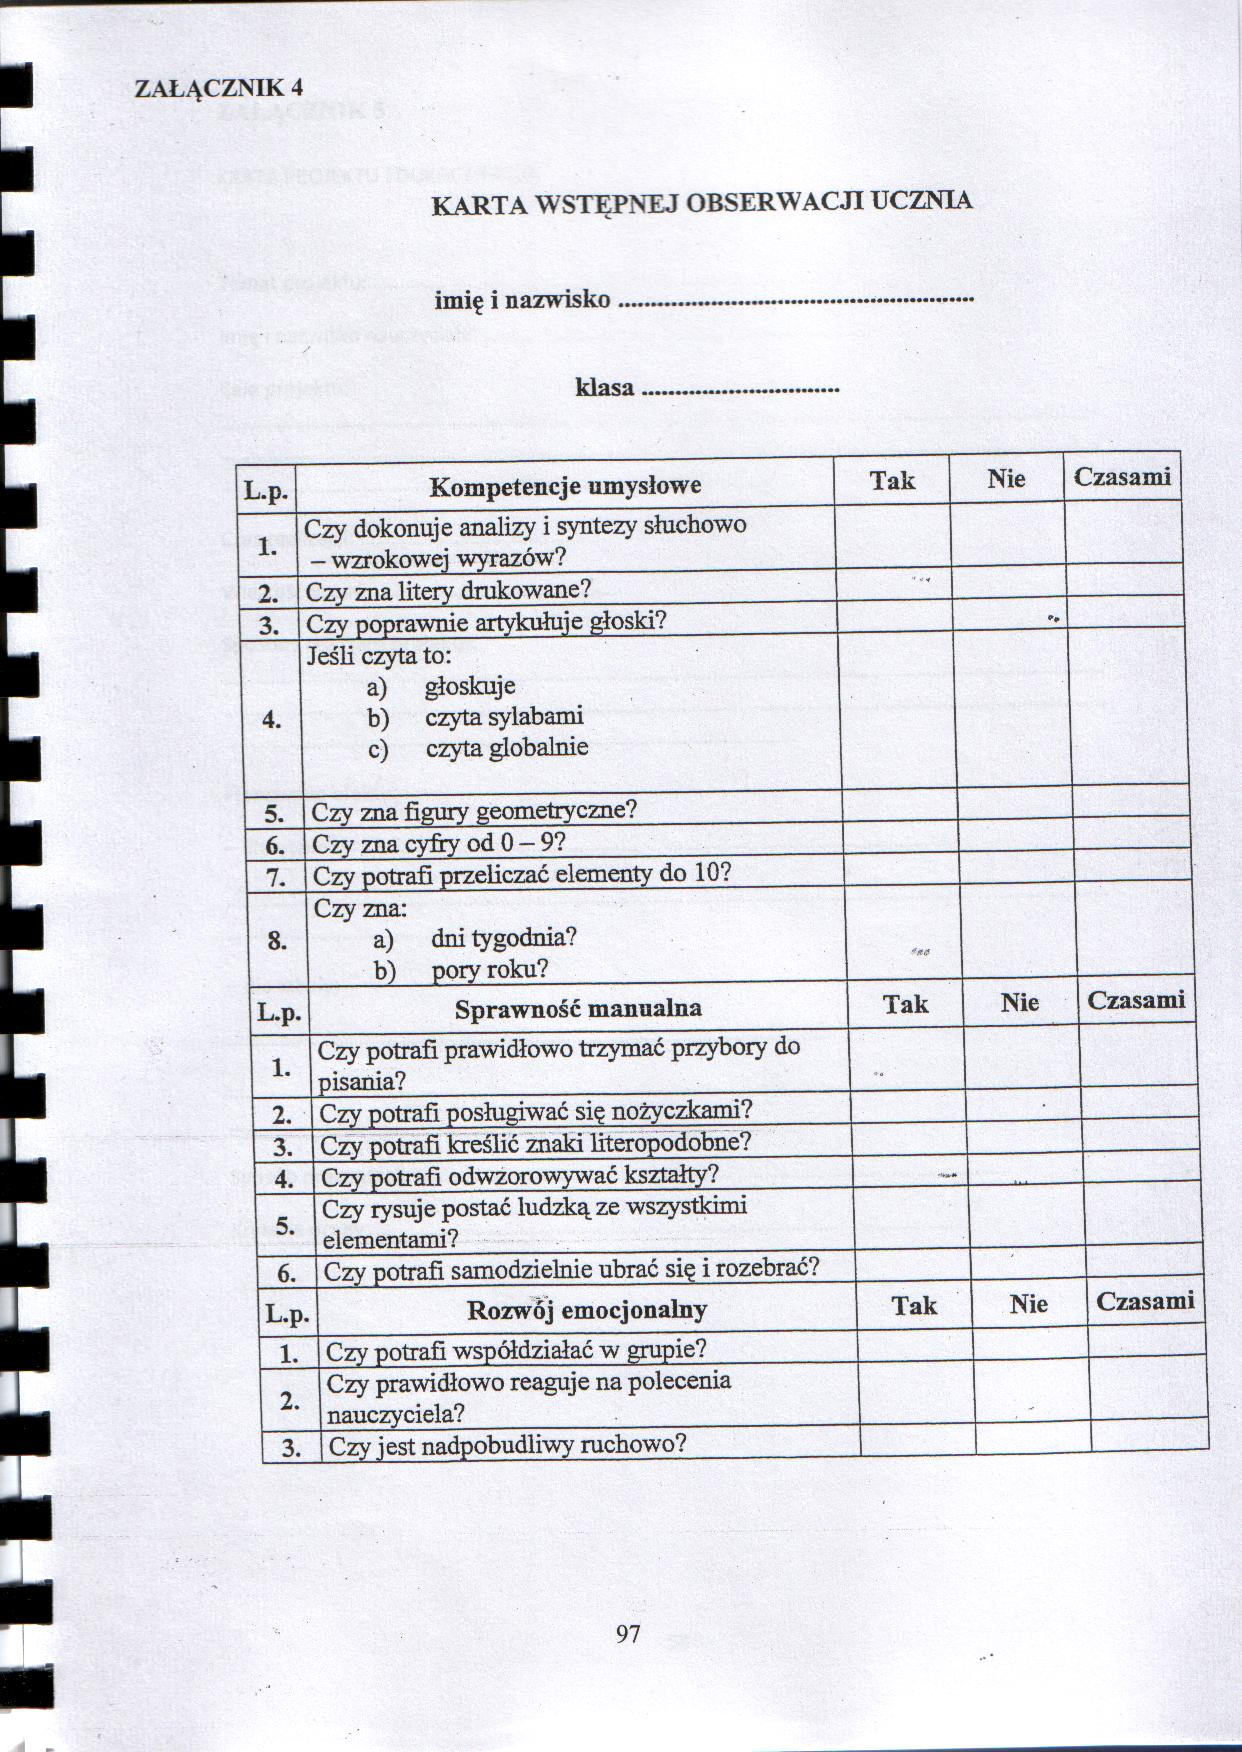 ZAŁĄCZNIK 4
KARTA WSTĘPNEJ OBSERWACJI UCZNIA
imię i nazwisko .....................................................
klasa ..............................
L.p. Kompetencje umysłowe Tak Nie Czasami
1. Czy dokonuje analizy i syntezy słuchowo
– wzrokowej wyrazów?
2. Czy zna litery drukowane?
3. Czy poprawnie artykułuje głoski?
Jeśli czyta to:
a) głoskuje
4. b) czyta sylabami
c) czyta globalnie
5. Czy zna figury geometryczne?
6. Czy zna cyfry od 0 – 9?
7. Czy potrafi przeliczać elementy do 10?
Czy zna:
8. a) dni tygodnia?
b) pory roku?
L.p. Sprawność manualna Tak Nie Czasami
1. Czy potrafi prawidłowo trzymać przybory do
pisania?
2. Czy potrafi posługiwać się nożyczkami?
3. Czy potrafi kreślić znaki literopodobne?
4. Czy potrafi odwzorowywać kształty?
5. Czy rysuje postać ludzką ze wszystkimi
elementami?
6. Czy potrafi samodzielnie ubrać się i rozebrać?
L.p. Rozwój emocjonalny Tak Nie Czasami
1. Czy potrafi współdziałać w grupie?
2. Czy prawidłowo reaguje na polecenia
nauczyciela?
3. Czy jest nadpobudliwy ruchowo?
97